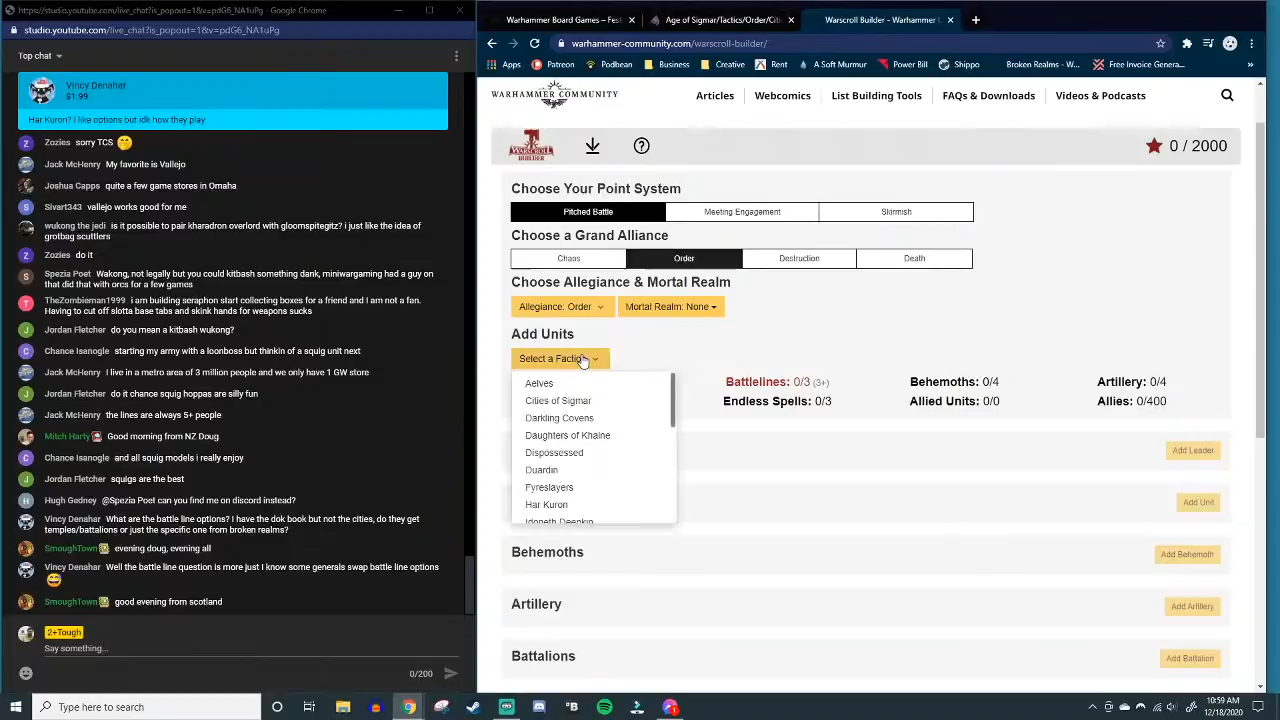 studio.youtube.com/live_chat?is_popout=1&v=pdG6_NA1uPg - Google Chrome
studio.youtube.com/live_chat?is_popout=1&v=pdG6_NA1uPg
Top chat
Vincy Denahat
$1.99
Har Kuron? I like options but idk how they play
Zozies sorry TCS
Jack McHenry My favorite is Vallejo
Joshua Capps quite a few game stores in Omaha
Sivart343 vallejo works good for me
wukong the jedi is it possible to pair kharadron overlord with gloomspitegitz? i just like the idea of
grotbag scuttlers
Zozies do it
Spezia Poet Wakong, not legally but you could kitbash something dank, miniwargaming had a guy on
that did that with orcs for a few games
TheZombieman1999 i am building seraphon start collecting boxes for a friend and I am not a fan.
Having to cut off slotta base tabs and skink hands for weapons sucks
Jordan Fletcher do you mean a kitbash wukong?
Chance Isanogle starting my army with a loonboss but thinkin of a squig unit next
Jack McHenry I live in a metro area of 3 million people and we only have 1 GW store
Jordan Fletcher do it chance squig hoppas are silly fun
Jack McHenry the lines are always 5+ people
Mitch Harty Good morning from NZ Doug
Chance Isanogle and all squig models i really enjoy
Jordan Fletcher squigs are the best
Hugh Gedney @Spezia Poet can you find me on discord instead?
Vincy Denahar What are the battle line options? I have the dok book but not the cities, do they get
temples/battalions or just the specific one from broken realms?
SmoughTown evening doug, evening all
Vincy Denahar Well the battle line question is more just I know some generals swap battle line options
SmoughTown good evening from scotland
2+Tough
Say something...
0/200
Warhammer Board Games – Fest
Age of Sigmar/Tactics/Order/Citi
Warscroll Builder - Warhammer C
warhammer-community.com/warscroll-builder/
Apps
Patreon
Podbean
Business
Creative
Rent
A Soft Murmur
Power Bill
Shippo
Broken Realms - W...
Free Invoice Genera...
WARHAMMER COMMUNITY
Articles
Webcomics
List Building Tools
FAQs & Downloads
Videos & Podcasts
WARSCROLL
BUILDER
0 / 2000
Choose Your Point System
Pitched Battle
Meeting Engagement
Skirmish
Choose a Grand Alliance
Chaos
Order
Destruction
Death
Choose Allegiance & Mortal Realm
Allegiance: Order
Mortal Realm: None
Add Units
Select a Faction
Aelves
Cities of Sigmar
Darkling Covens
Daughters of Khaine
Dispossessed
Duardin
Fyreslayers
Har Kuron
Idoneth Deepkin
Battlelines: 0/3 (3+)
Behemoths: 0/4
Artillery: 0/4
Endless Spells: 0/3
Allied Units: 0/0
Allies: 0/400
Add Leader
Add Unit
Behemoths
Add Behemoth
Artillery
Add Artillery
Battalions
Add Battalion
Type here to search
10:59 AM
12/18/2020